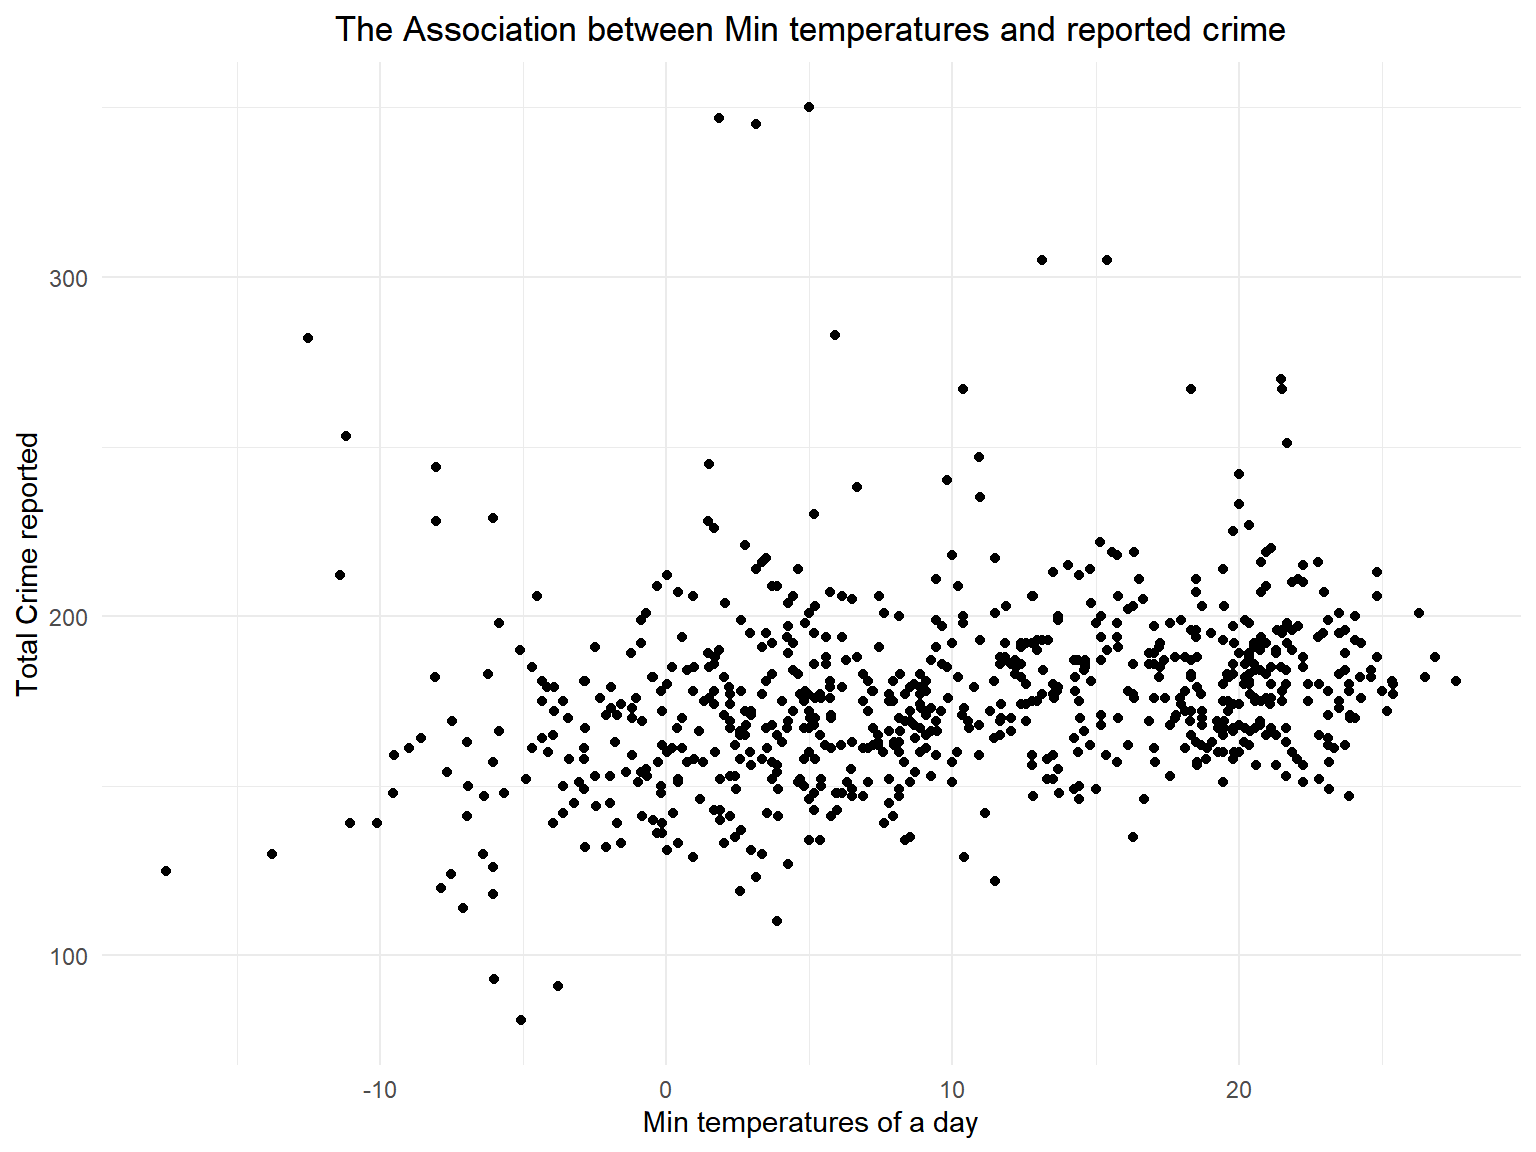 The Association between Min temperatures and reported crime
Total Crime reported
300
200
100
-10
0
10
20
Min temperatures of a day